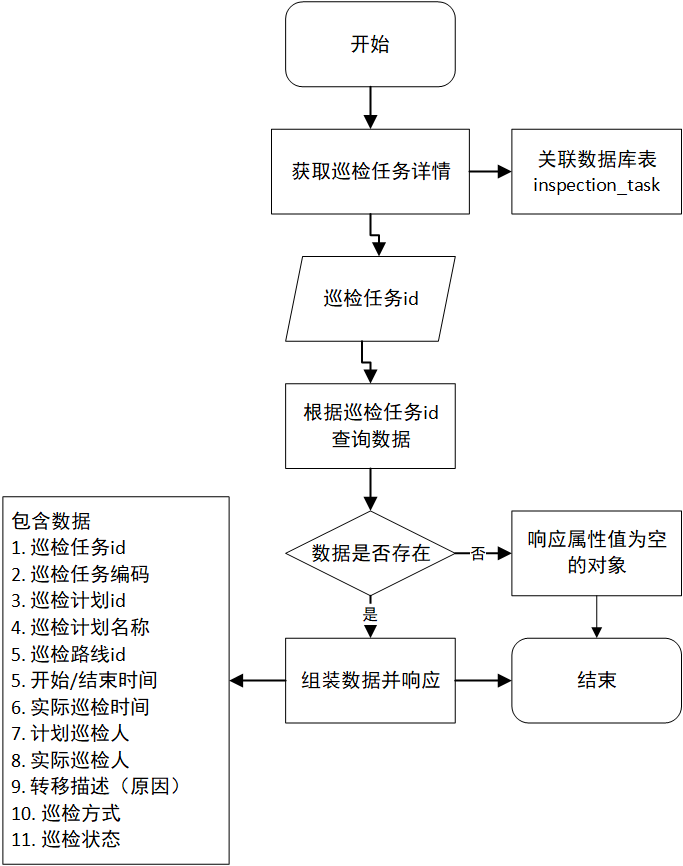 开始
获取巡检任务详情
关联数据库表
inspection_task
巡检任务id
根据巡检任务id
查询数据
数据是否存在
否
响应属性值为空
的对象
是
组装数据并响应
结束
包含数据
1. 巡检任务id
2. 巡检任务编码
3. 巡检计划id
4. 巡检计划名称
5. 巡检路线id
5. 开始/结束时间
6. 实际巡检时间
7. 计划巡检人
8. 实际巡检人
9. 转移描述（原因）
10. 巡检方式
11. 巡检状态